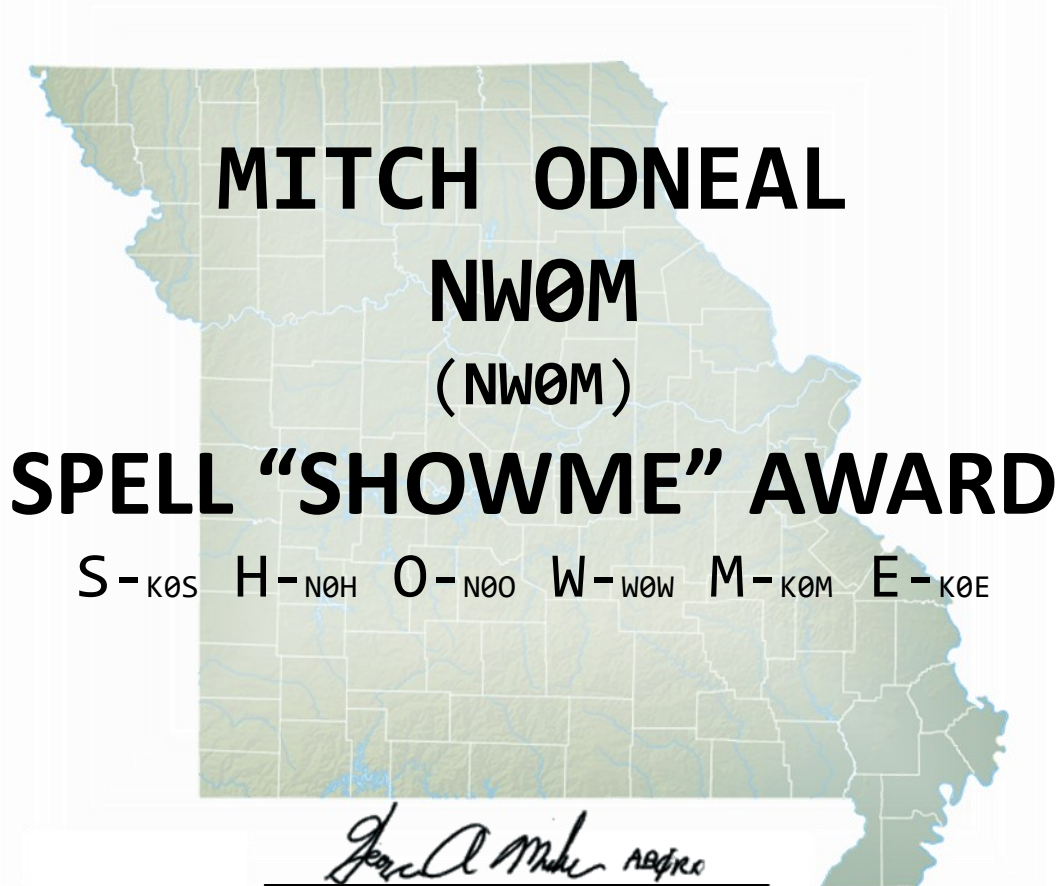 MITCH ODNEAL
NW0M
(NW0M)
SPELL “SHOWME” AWARD
S-K0S H-N0H O-N0O W-W0W M-K0M E-K0E